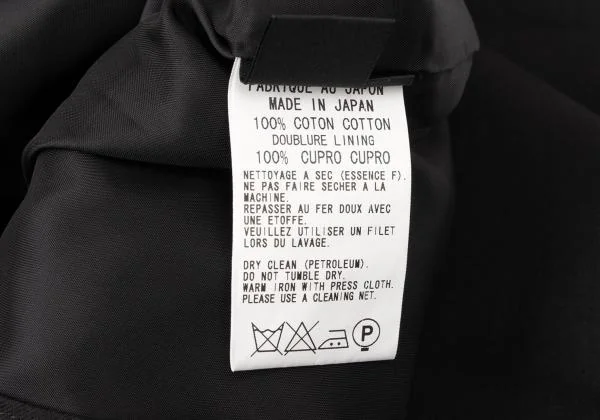 FABRIQUE AU JAPON
MADE IN JAPAN
100% COTON COTTON
DOUBLURE LINING
100% CUPRO CUPRO
NETTOYAGE A SEC (ESSENCE F).
NE PAS FAIRE SECHER A LA
MACHINE.
REPASSER AU FER DOUX AVEC
UNE ETOFFE.
VEUILLEZ UTILISER UN FILET
LORS DU LAVAGE.
DRY CLEAN (PETROLEUM).
DO NOT TUMBLE DRY.
WARM IRON WITH PRESS CLOTH.
PLEASE USE A CLEANING NET.
P